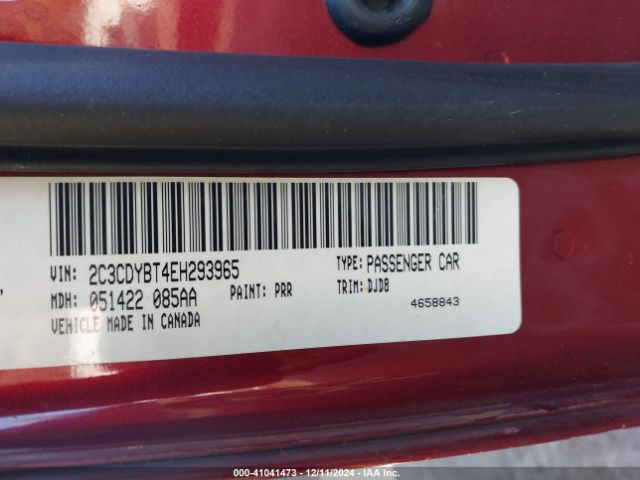 VIN: 2C3CDYBT4EH293965 TYPE: PASSENGER CAR
MDH: 051422 085AA PAINT: PRR TRIM: DJD8
VEHICLE MADE IN CANADA 4658843
000-41041473 - 12/11/2024 - IAA Inc.